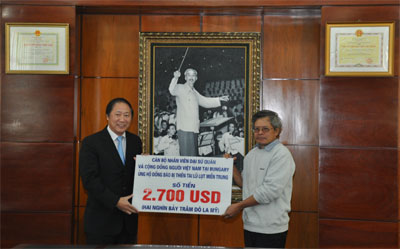 CÁN BỘ NHÂN VIÊN ĐẠI SỨ QUÁN
VÀ CỘNG ĐỒNG NGƯỜI VIỆT NAM TẠI HUNGARY
ỦNG HỘ ĐỒNG BÀO BỊ THIÊN TAI LŨ LỤT MIỀN TRUNG
SỐ TIỀN
2.700 USD
(HAI NGHÌN BẢY TRĂM ĐÔ LA MỸ)